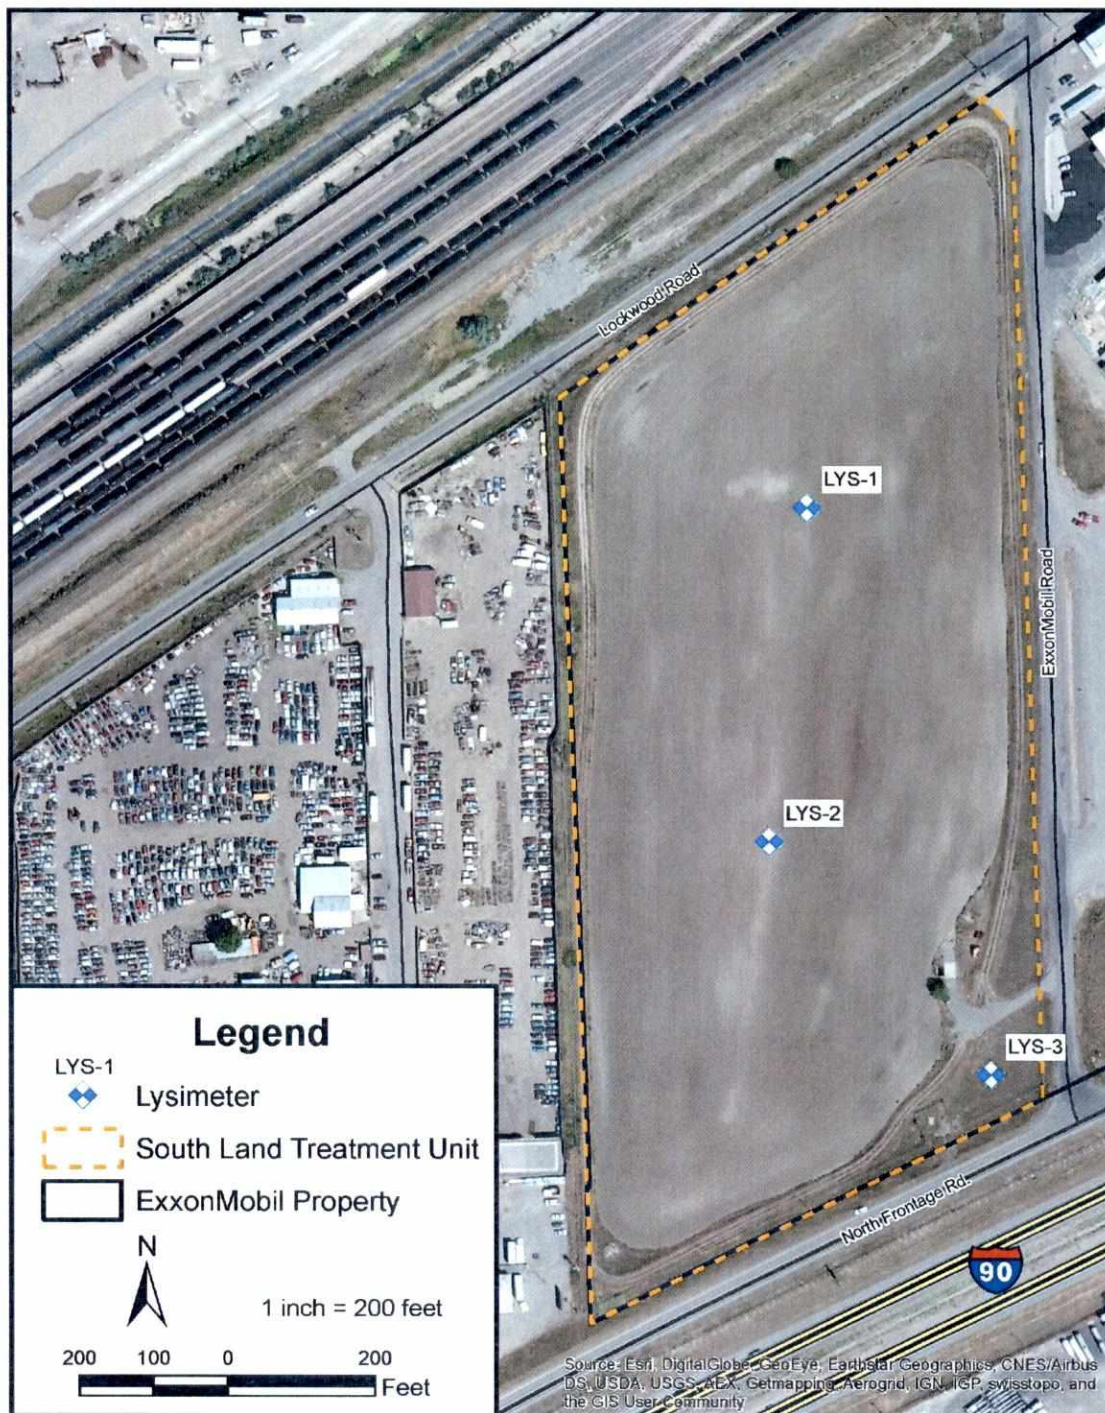 Lockwood Road
LYS-1
ExxonMobil Road
LYS-2
LYS-3
North Frontage Rd.
90
Legend
LYS-1
Lysimeter
South Land Treatment Unit
ExxonMobil Property
N
1 inch = 200 feet
200 100 0 200
Feet
Source: Esri, DigitalGlobe, GeoEye, Earthstar Geographics, CNES/Airbus
DS, USDA, USGS, AEX, Getmapping, Aerogrid, IGN, IGP, swisstopo, and
the GIS User Community